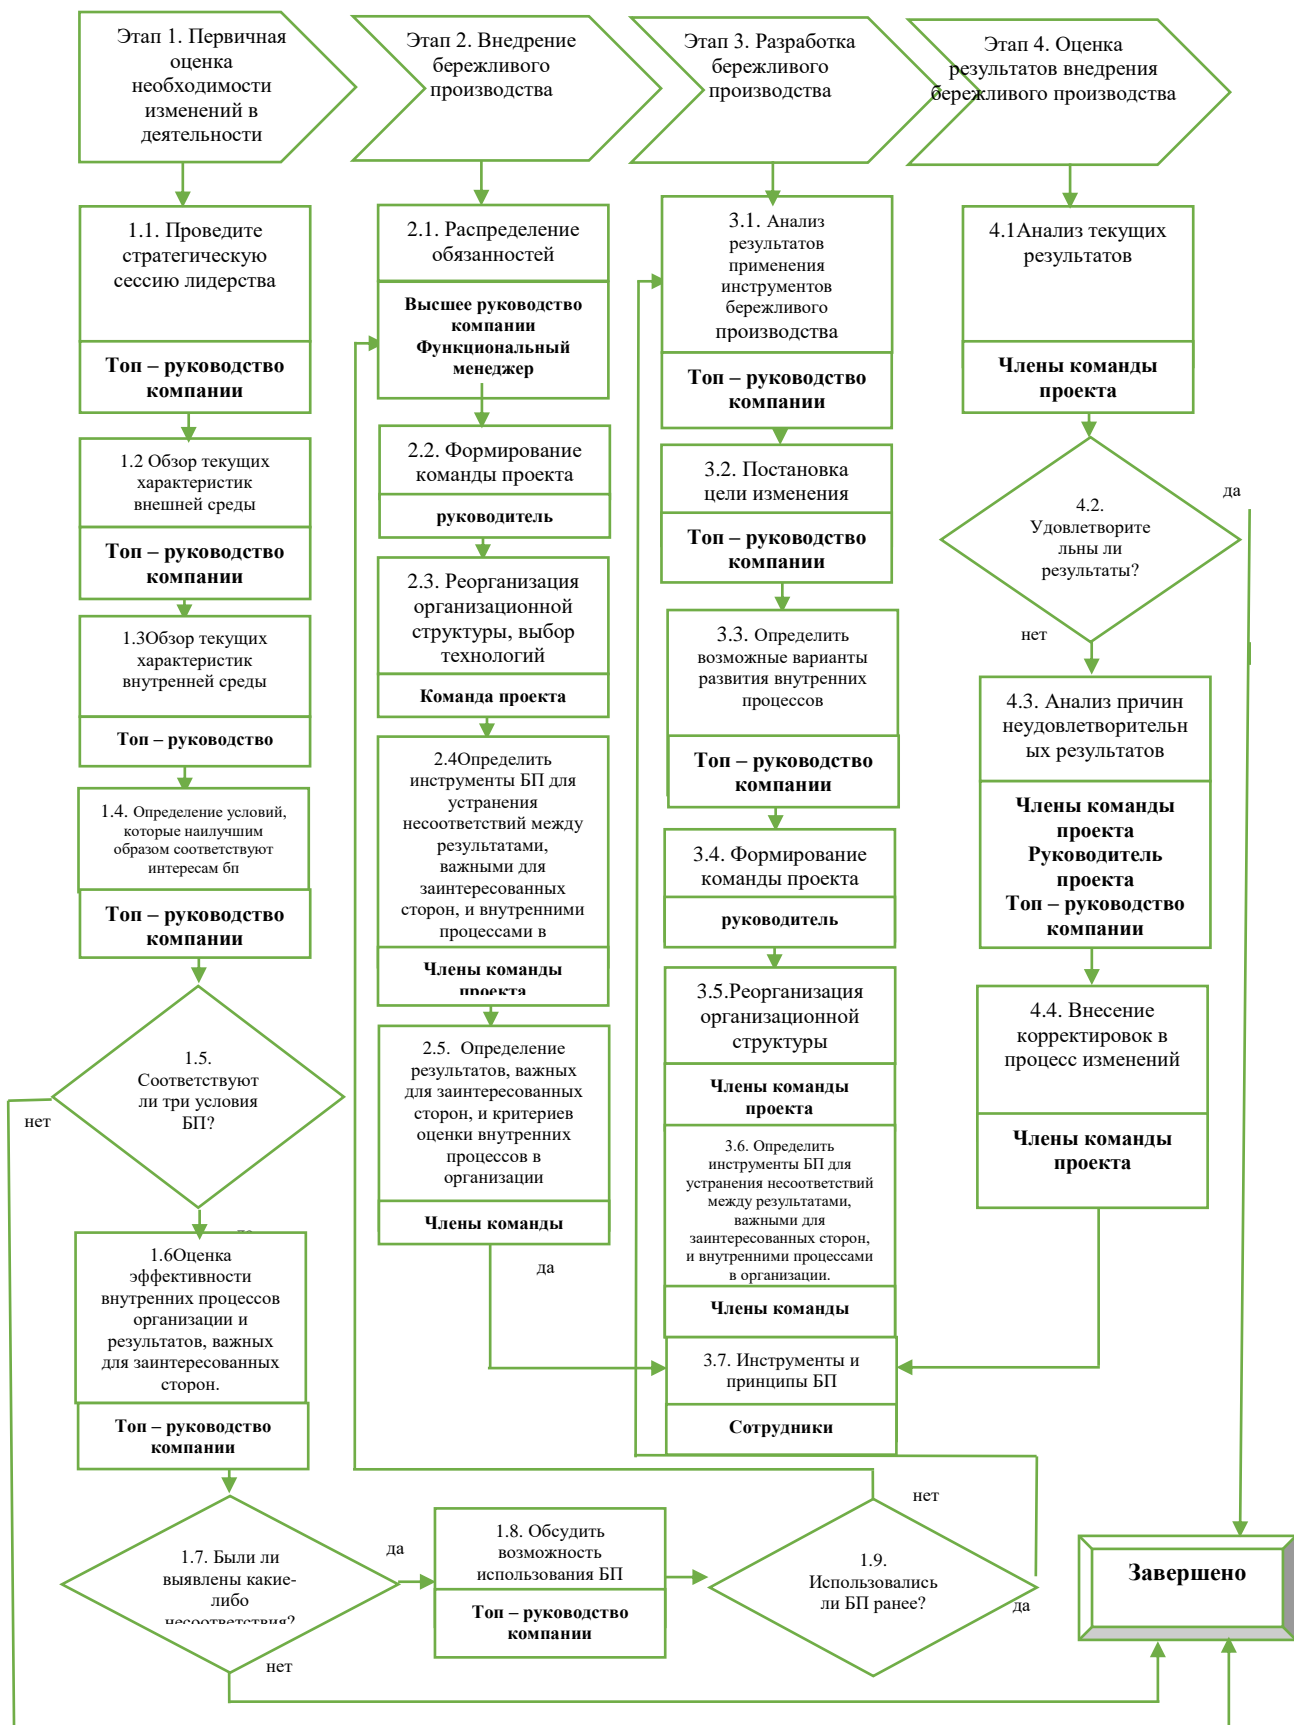 Этап 1. Первичная
оценка
необходимости
изменений в
деятельности
Этап 2. Внедрение
бережливого
производства
Этап 3. Разработка
бережливого
производства
Этап 4. Оценка
результатов внедрения
бережливого производства
1.1. Проведите
стратегическую
сессию лидерства
Топ – руководство
компании
1.2 Обзор текущих
характеристик
внешней среды
Топ – руководство
компании
1.3Обзор текущих
характеристик
внутренней среды
Топ – руководство
1.4. Определение условий,
которые наилучшим
образом соответствуют
интересам бп
Топ – руководство
компании
1.5.
Соответствуют
ли три условия
БП?
нет
1.6Оценка
эффективности
внутренних процессов
организации и
результатов, важных
для заинтересованных
сторон.
Топ – руководство
компании
1.7. Были ли
выявлены какие-
либо
несоответствия?
да
нет
1.8. Обсудить
возможность
использования БП
Топ – руководство
компании
1.9.
Использовались
ли БП ранее?
нет
да
2.1. Распределение
обязанностей
Высшее руководство
компании
Функциональный
менеджер
2.2. Формирование
команды проекта
руководитель
2.3. Реорганизация
организационной
структуры, выбор
технологий
Команда проекта
2.4Определить
инструменты БП для
устранения
несоответствий между
результатами,
важными для
заинтересованных
сторон, и внутренними
процессами в
Члены команды
проекта
2.5. Определение
результатов, важных
для заинтересованных
сторон, и критериев
оценки внутренних
процессов в
организации
Члены команды
да
3.1. Анализ
результатов
применения
инструментов
бережливого
производства
Топ – руководство
компании
3.2. Постановка
цели изменения
Топ – руководство
компании
3.3. Определить
возможные варианты
развития внутренних
процессов
Топ – руководство
компании
3.4. Формирование
команды проекта
руководитель
3.5.Реорганизация
организационной
структуры
Члены команды
проекта
3.6. Определить
инструменты БП для
устранения несоответствий
между результатами,
важными для
заинтересованных сторон,
и внутренними процессами
в организации.
Члены команды
3.7. Инструменты и
принципы БП
Сотрудники
4.1Анализ текущих
результатов
Члены команды
проекта
4.2.
Удовлетворите
льны ли
результаты?
да
нет
4.3. Анализ причин
неудовлетворительн
ых результатов
Члены команды
проекта
Руководитель
проекта
Топ – руководство
компании
4.4. Внесение
корректировок в
процесс изменений
Члены команды
проекта
Завершено